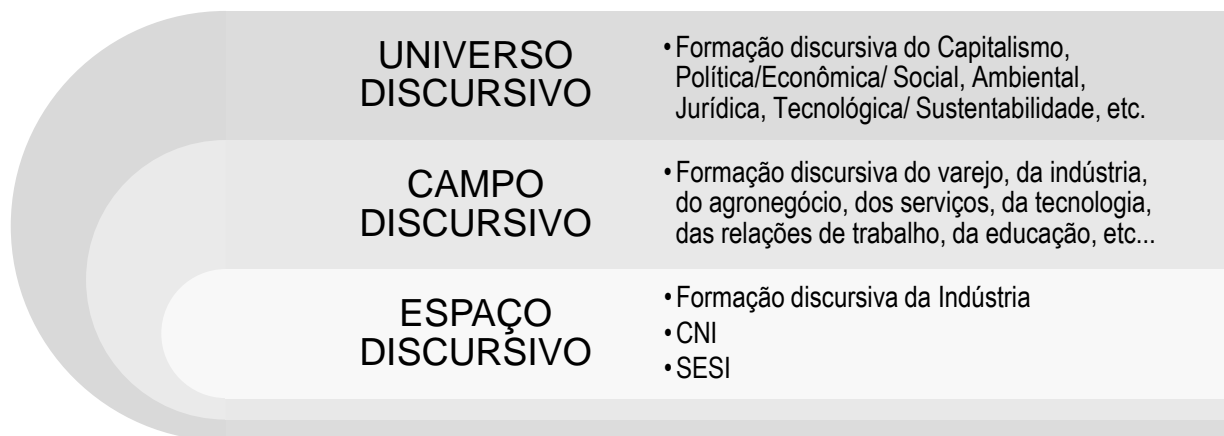 UNIVERSO
DISCURSIVO
• Formação discursiva do Capitalismo,
Política/Econômica/ Social, Ambiental,
Jurídica, Tecnológica/ Sustentabilidade, etc.
CAMPO
DISCURSIVO
• Formação discursiva do varejo, da indústria,
do agronegócio, dos serviços, da tecnologia,
das relações de trabalho, da educação, etc...
ESPAÇO
DISCURSIVO
• Formação discursiva da Indústria
• CNI
• SESI